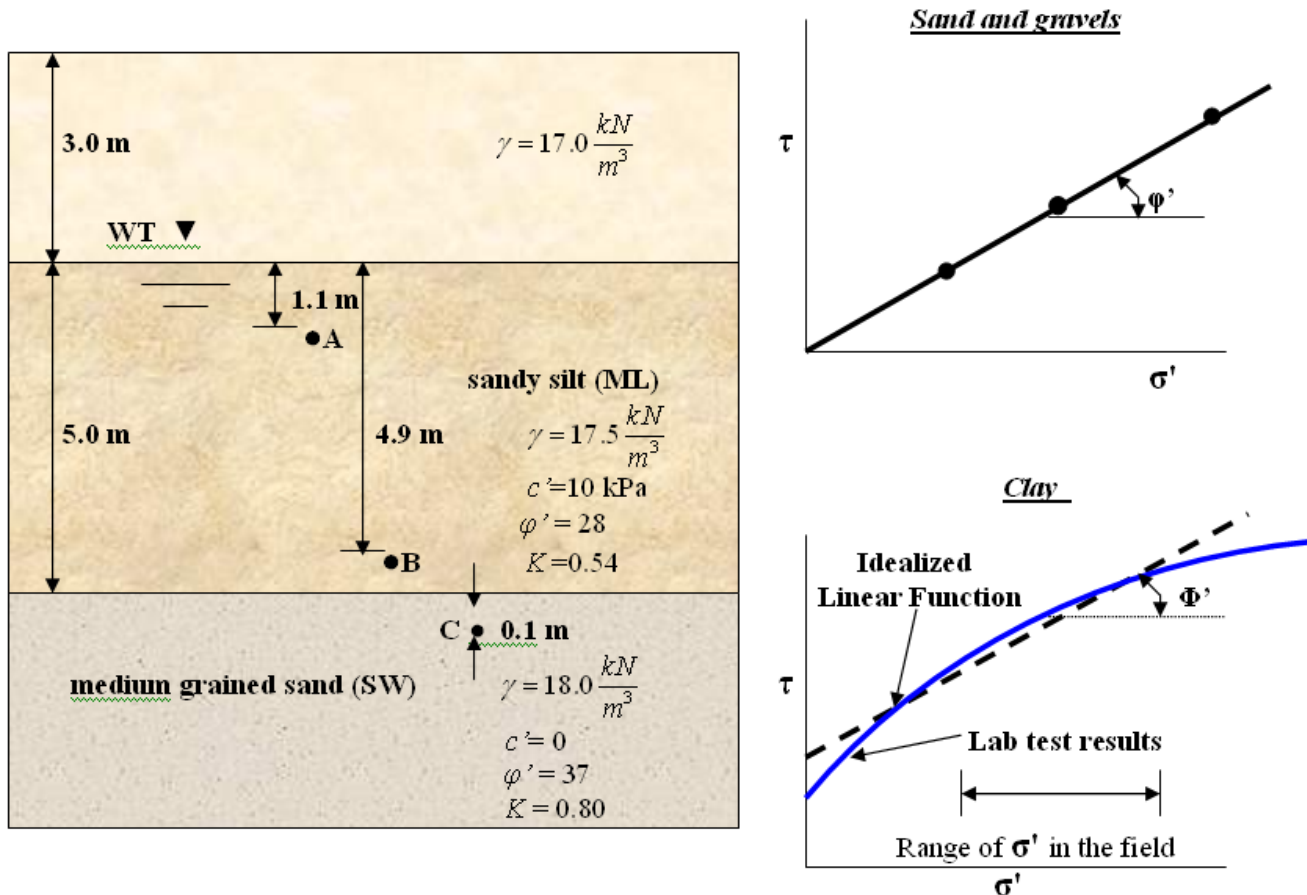 3.0 m
γ = 17.0 kN/m³
WT
1.1 m
A
5.0 m
4.9 m
sandy silt (ML)
γ = 17.5 kN/m³
c'=10 kPa
φ' = 28
K = 0.54
B
C
0.1 m
medium grained sand (SW)
γ = 18.0 kN/m³
c'= 0
φ' = 37
K = 0.80
Sand and gravels
τ
φ'
σ'
Clay
Idealized
Linear Function
Φ'
τ
Lab test results
Range of σ' in the field
σ'